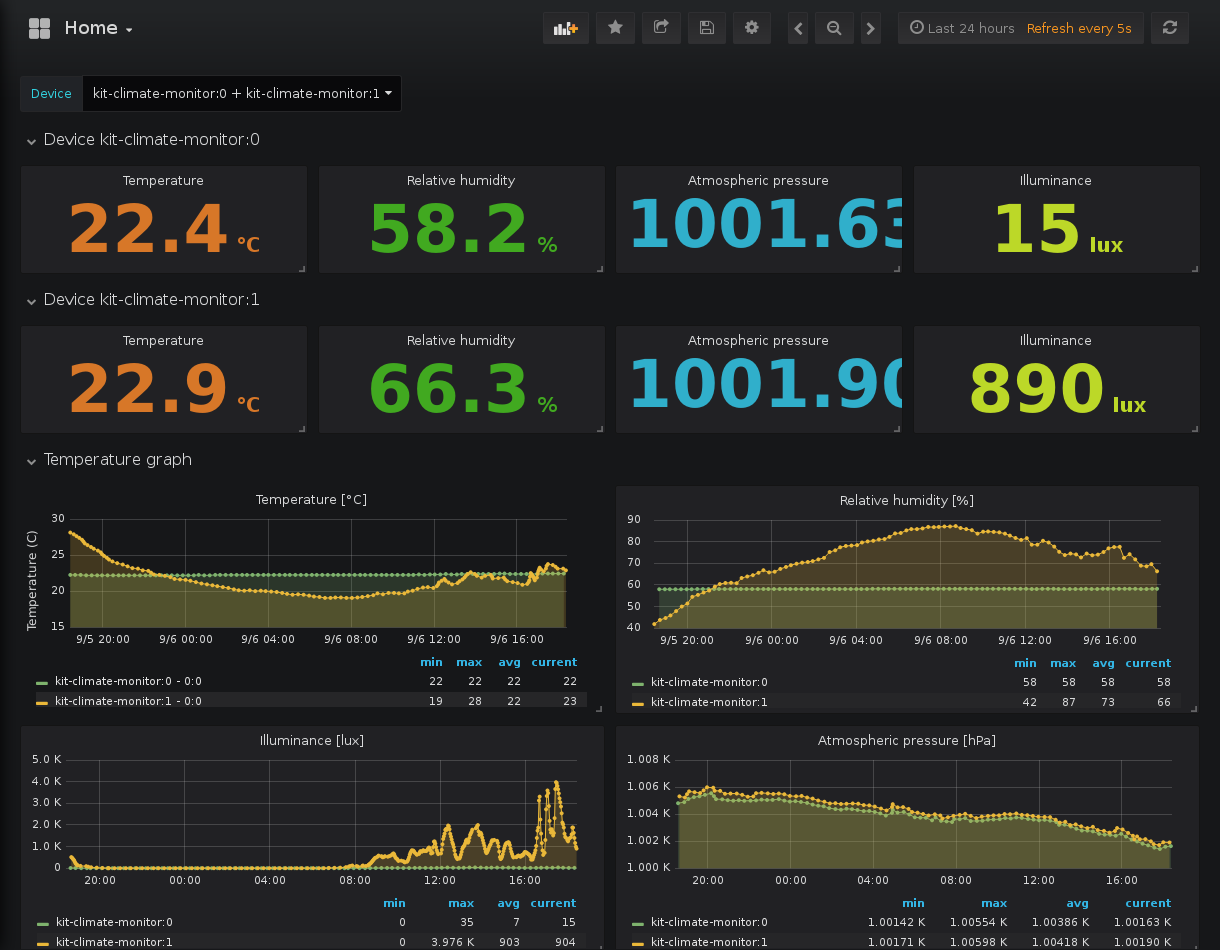 Home
Last 24 hours Refresh every 5s
Device kit-climate-monitor:0 + kit-climate-monitor:1
Device kit-climate-monitor:0
Temperature Relative humidity Atmospheric pressure Illuminance
22.4 °C 58.2 % 1001.63 15 lux
Device kit-climate-monitor:1
Temperature Relative humidity Atmospheric pressure Illuminance
22.9 °C 66.3 % 1001.90 890 lux
Temperature graph
Temperature [°C]
Temperature (C)
30
25
20
15
9/5 20:00 9/6 00:00 9/6 04:00 9/6 08:00 9/6 12:00 9/6 16:00
min max avg current
kit-climate-monitor:0 - 0:0 22 22 22 22
kit-climate-monitor:1 - 0:0 19 28 22 23
Relative humidity [%]
90
80
70
60
50
40
9/5 20:00 9/6 00:00 9/6 04:00 9/6 08:00 9/6 12:00 9/6 16:00
min max avg current
kit-climate-monitor:0 58 58 58 58
kit-climate-monitor:1 42 87 73 66
Illuminance [lux]
5.0 K
4.0 K
3.0 K
2.0 K
1.0 K
0
20:00 00:00 04:00 08:00 12:00 16:00
min max avg current
kit-climate-monitor:0 0 35 7 15
kit-climate-monitor:1 0 3.976 K 903 904
Atmospheric pressure [hPa]
1.008 K
1.006 K
1.004 K
1.002 K
1.000 K
20:00 00:00 04:00 08:00 12:00 16:00
min max avg current
kit-climate-monitor:0 1.00142 K 1.00554 K 1.00386 K 1.00163 K
kit-climate-monitor:1 1.00171 K 1.00598 K 1.00418 K 1.00190 K